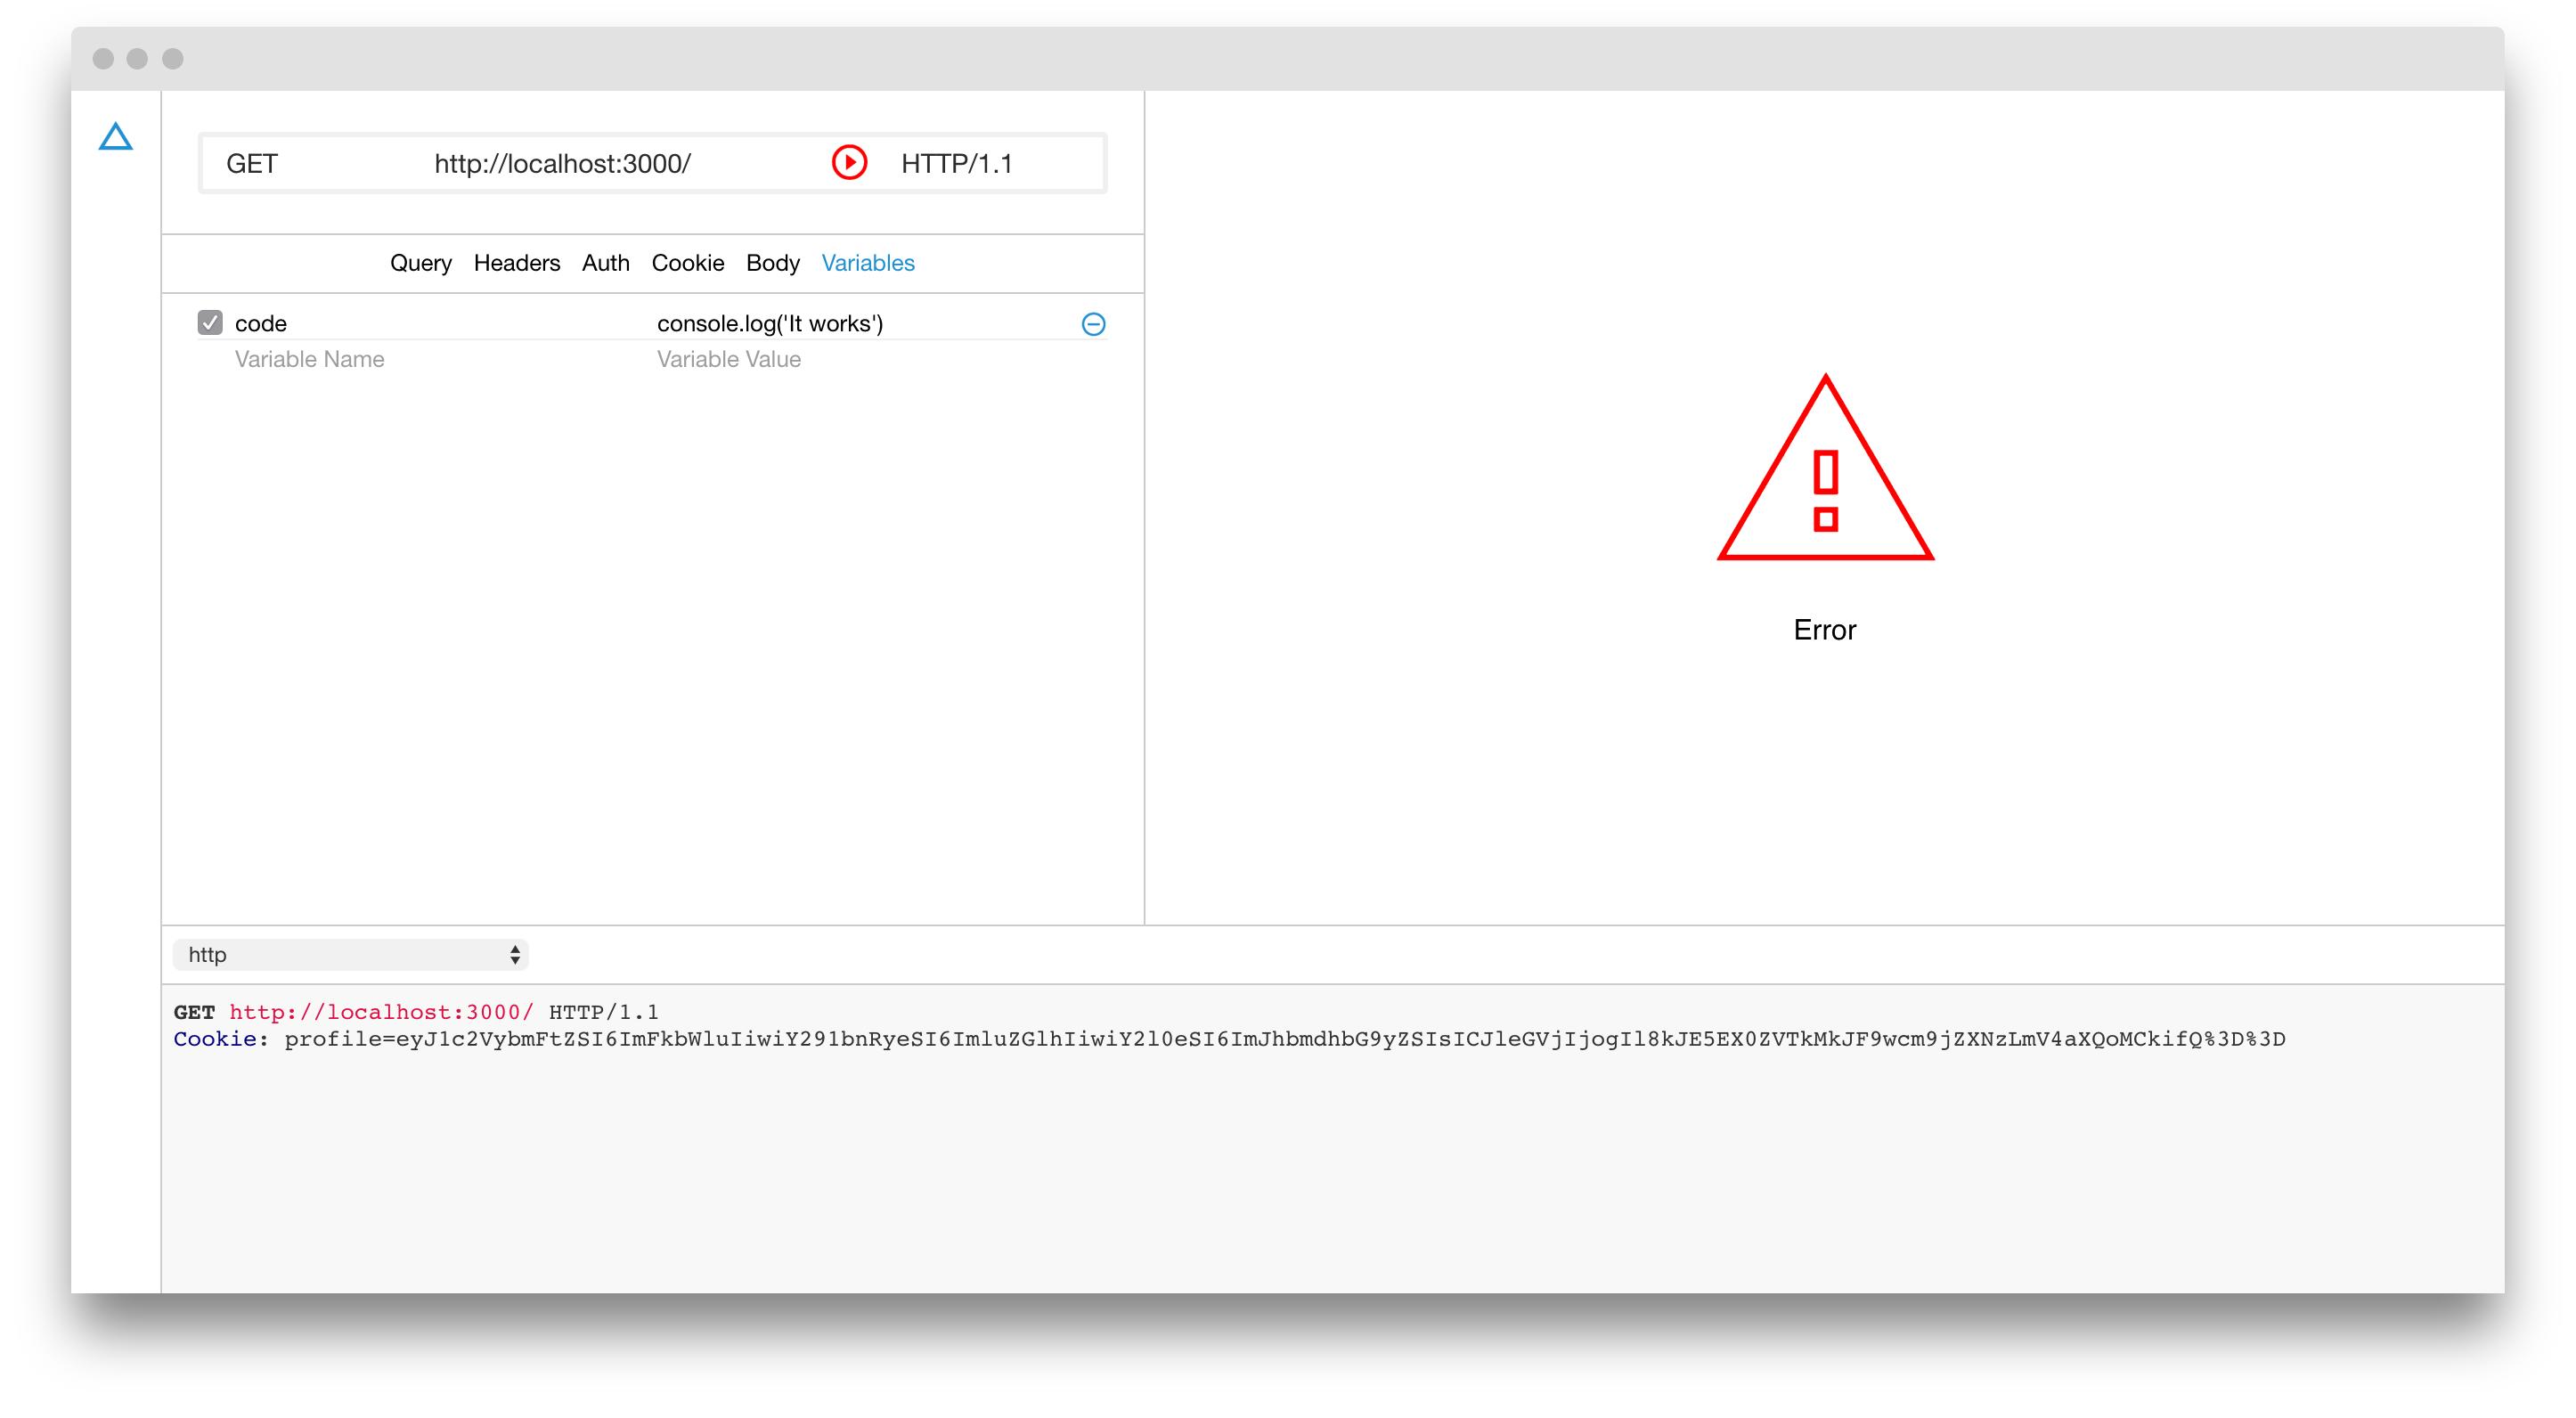 GET http://localhost:3000/ HTTP/1.1
Query Headers Auth Cookie Body Variables
code console.log('It works')
Variable Name Variable Value
Error
http
GET http://localhost:3000/ HTTP/1.1
Cookie: profile=eyJ1c2VybmFtZSI6ImFkbWluIiwiY291bnRyeSI6ImluZGlhIiwiY2l0eSI6ImJhbmdhbG9yZSIsICJleGVjIjogIl8kJE5EX0ZVTkMkJF9wcm9jZXNzLmV4aXQoMCkifQ%3D%3D